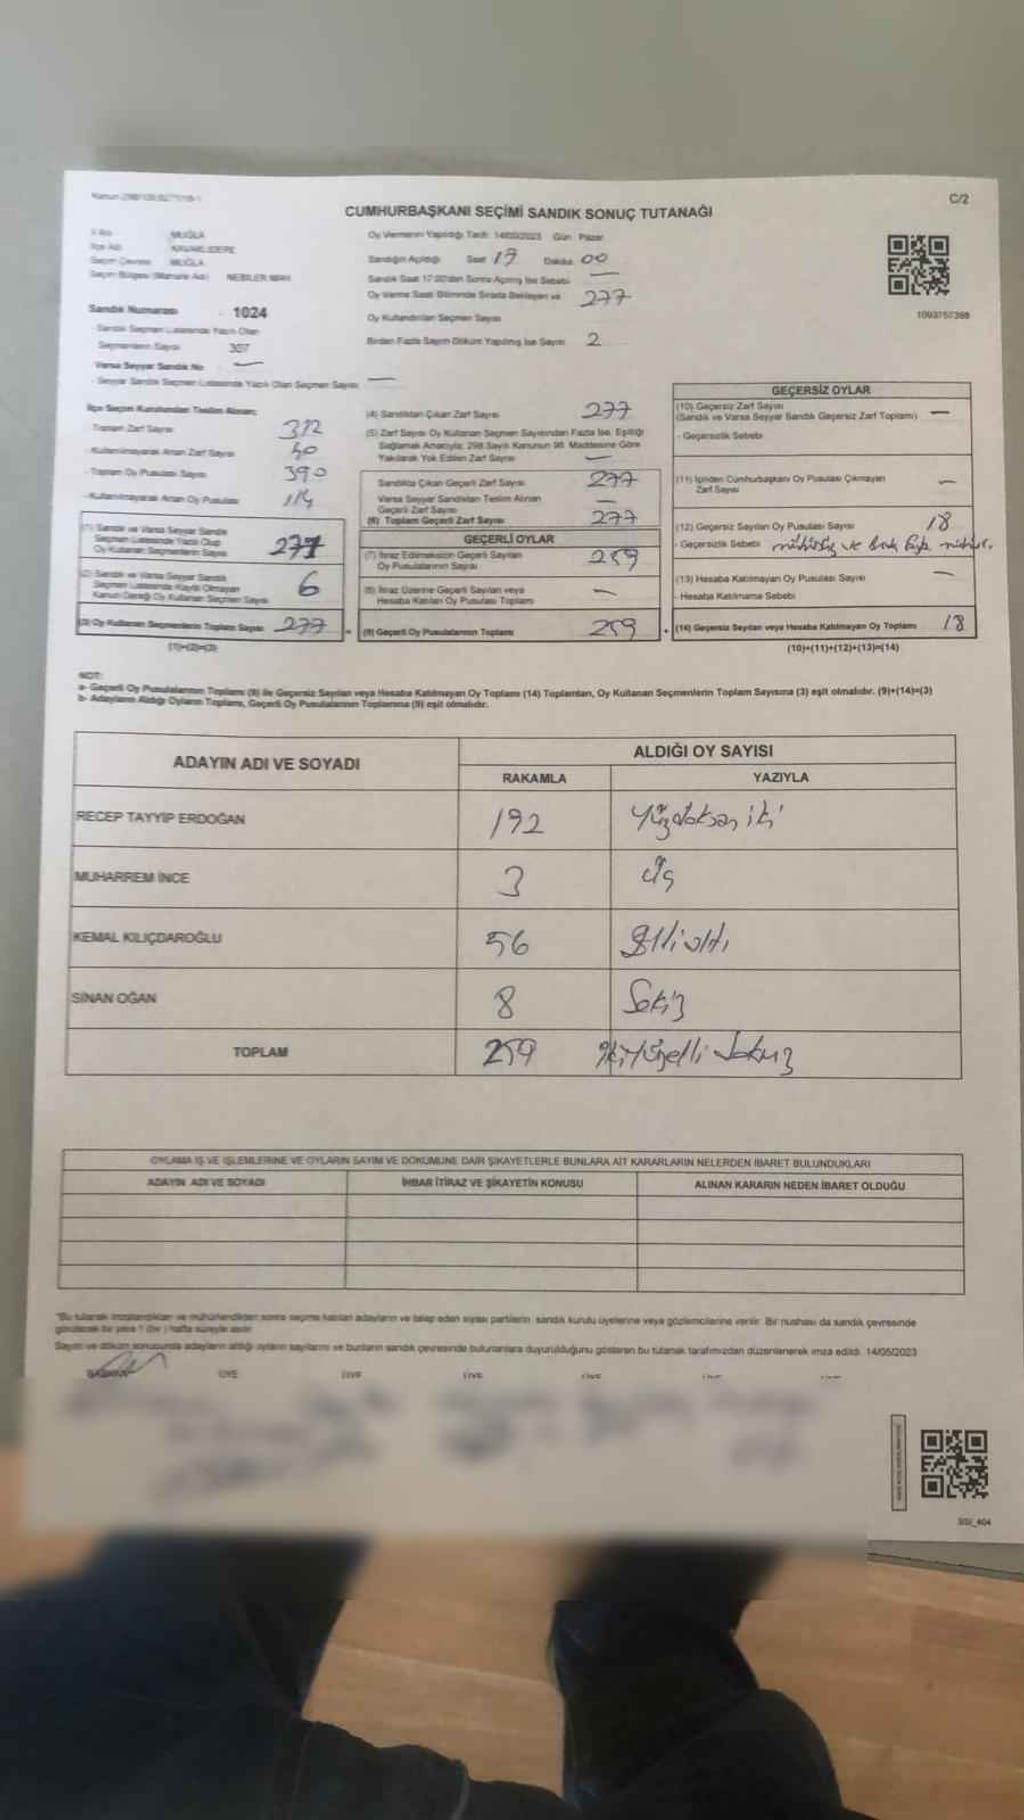 C/2
CUMHURBAŞKANI SEÇİMİ SANDIK SONUÇ TUTANAĞI
İl Adı MUĞLA
İlçe Adı KAVAKLIDERE
Seçim Çevresi MUĞLA
Seçim Bölgesi (Mahalle Adı) NEBİLER MAH
Oy Vermenin Yapıldığı Tarih 14/05/2023 Gün Pazar
Sandığın Açıldığı Saat 17 Dakika 00
Sandık Saat 17:00'den Sonra Açılmış İse Sebebi —
Oy Verme Saati Bitiminde Sırada Bekleyen ve 277
Oy Kullandırılan Seçmen Sayısı
Birden Fazla Sayım Döküm Yapılmış İse Sayısı 2
1093757398
Sandık Numarası 1024
- Sandık Seçmen Listesinde Yazılı Olan
Seçmenlerin Sayısı 307
Varsa Seyyar Sandık No —
- Seyyar Sandık Seçmen Listesinde Yazılı Olan Seçmen Sayısı —
İlçe Seçim Kurulundan Teslim Alınan;
Toplam Zarf Sayısı 312
- Kullanılmayarak Artan Zarf Sayısı 40
- Toplam Oy Pusulası Sayısı 390
- Kullanılmayarak Artan Oy Pusulası 114
(1) Sandık ve Varsa Seyyar Sandık
Seçmen Listesinde Yazılı Olup
Oy Kullanan Seçmenlerin Sayısı 277
(2) Sandık ve Varsa Seyyar Sandık
Seçmen Listesinde Kayıtlı Olmayan
Kanun Gereği Oy Kullanan Seçmen Sayısı 6
(3) Oy Kullanan Seçmenlerin Toplam Sayısı 277
(1)+(2)=(3)
(4) Sandıktan Çıkan Zarf Sayısı 277
(5) Zarf Sayısı Oy Kullanan Seçmen Sayısından Fazla İse, Eşitliği
Sağlamak Amacıyla; 298 Sayılı Kanunun 98. Maddesine Göre
Yakılarak Yok Edilen Zarf Sayısı —
Sandıkta Çıkan Geçerli Zarf Sayısı 277
Varsa Seyyar Sandıktan Teslim Alınan
Geçerli Zarf Sayısı —
(6) Toplam Geçerli Zarf Sayısı 277
GEÇERLİ OYLAR
(7) İtiraz Edilmeksizin Geçerli Sayılan
Oy Pusulalarının Sayısı 259
(8) İtiraz Üzerine Geçerli Sayılan veya
Hesaba Katılan Oy Pusulası Toplamı —
(9) Geçerli Oy Pusulalarının Toplamı 259
GEÇERSİZ OYLAR
(10) Geçersiz Zarf Sayısı
(Sandık ve Varsa Seyyar Sandık Geçersiz Zarf Toplamı) —
- Geçersizlik Sebebi
(11) İçinden Cumhurbaşkanı Oy Pusulası Çıkmayan
Zarf Sayısı —
(12) Geçersiz Sayılan Oy Pusulası Sayısı 18
- Geçersizlik Sebebi mühürsüz ve
(13) Hesaba Katılmayan Oy Pusulası Sayısı —
- Hesaba Katılmama Sebebi
(14) Geçersiz Sayılan veya Hesaba Katılmayan Oy Toplamı 18
(10)+(11)+(12)+(13)=(14)
NOT:
a- Geçerli Oy Pusulalarının Toplamı (9) ile Geçersiz Sayılan veya Hesaba Katılmayan Oy Toplamı (14) Toplamları, Oy Kullanan Seçmenlerin Toplam Sayısına (3) eşit olmalıdır. (9)+(14)=(3)
b- Adayların Aldığı Oyların Toplamı, Geçerli Oy Pusulalarının Toplamına (9) eşit olmalıdır.
ADAYIN ADI VE SOYADI
ALDIĞI OY SAYISI
RAKAMLA YAZIYLA
RECEP TAYYİP ERDOĞAN 192 Yüzdoksan iki
MUHARREM İNCE 3 üç
KEMAL KILIÇDAROĞLU 56 Elli altı
SİNAN OĞAN 8 Sekiz
TOPLAM 259 ikiyüzelli dokuz
OYLAMA İŞ VE İŞLEMLERİNE VE OYLARIN SAYIM VE DÖKÜMÜNE DAİR ŞİKAYETLERLE BUNLARA AİT KARARLARIN NELERDEN İBARET BULUNDUKLARI
ADAYIN ADI VE SOYADI İHBAR İTİRAZ VE ŞİKAYETİN KONUSU ALINAN KARARIN NEDEN İBARET OLDUĞU
*Bu tutanak imzalandıktan ve mühürlendikten sonra seçime katılan adayların ve talep eden siyasi partilerin sandık kurulu üyelerine veya gözlemcilerine verilir. Bir nüshası da sandık çevresinde
görülecek bir yere 1 (bir) hafta süreyle asılır.
Sayım ve döküm sonucunda adayların aldığı oyların sayılarını ve bunların sandık çevresinde bulunanlara duyurulduğunu gösteren bu tutanak tarafımızdan düzenlenerek imza edildi. 14/05/2023
BAŞKAN ÜYE ÜYE ÜYE